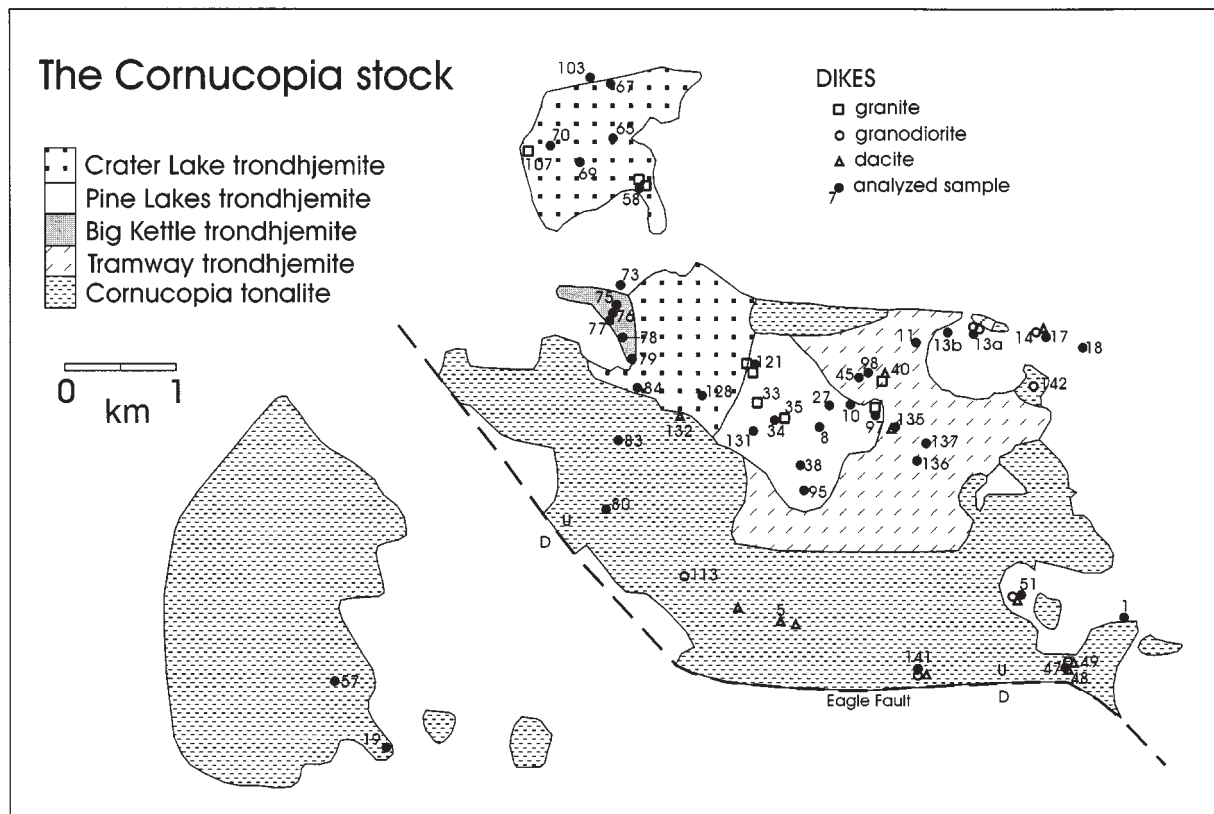 The Cornucopia stock
Crater Lake trondhjemite
Pine Lakes trondhjemite
Big Kettle trondhjemite
Tramway trondhjemite
Cornucopia tonalite
0 1
km
DIKES
granite
granodiorite
dacite
7 analyzed sample
103
67
65
70
107
69
58
73
75
76
77
78
79
84
128
132
83
80
121
33
35
34
131
27
8
38
95
10
97
45
98
40
11
13b
13a
14
17
18
142
135
137
136
U
D
113
5
141
51
1
47
49
48
U
D
Eagle Fault
57
19